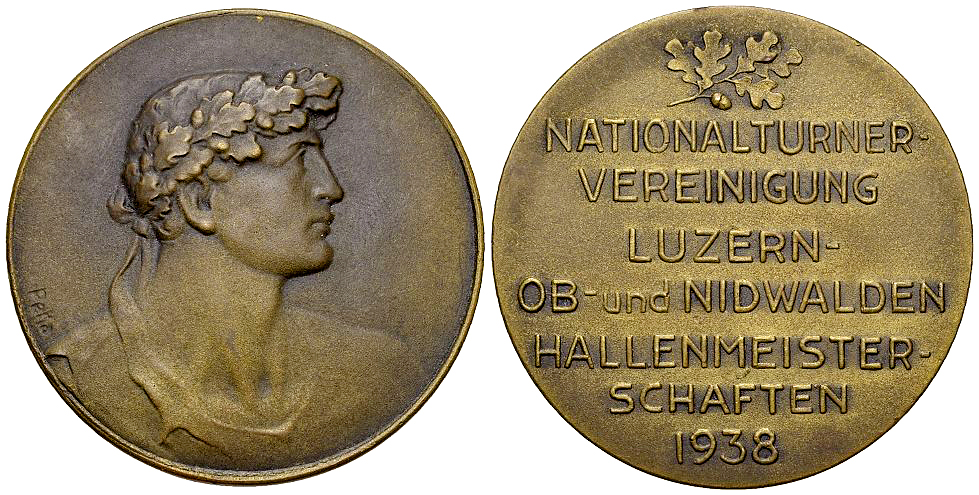 NATIONALTURNER-
VEREINIGUNG
LUZERN-
OB- und NIDWALDEN
HALLENMEISTER-
SCHAFTEN
1938